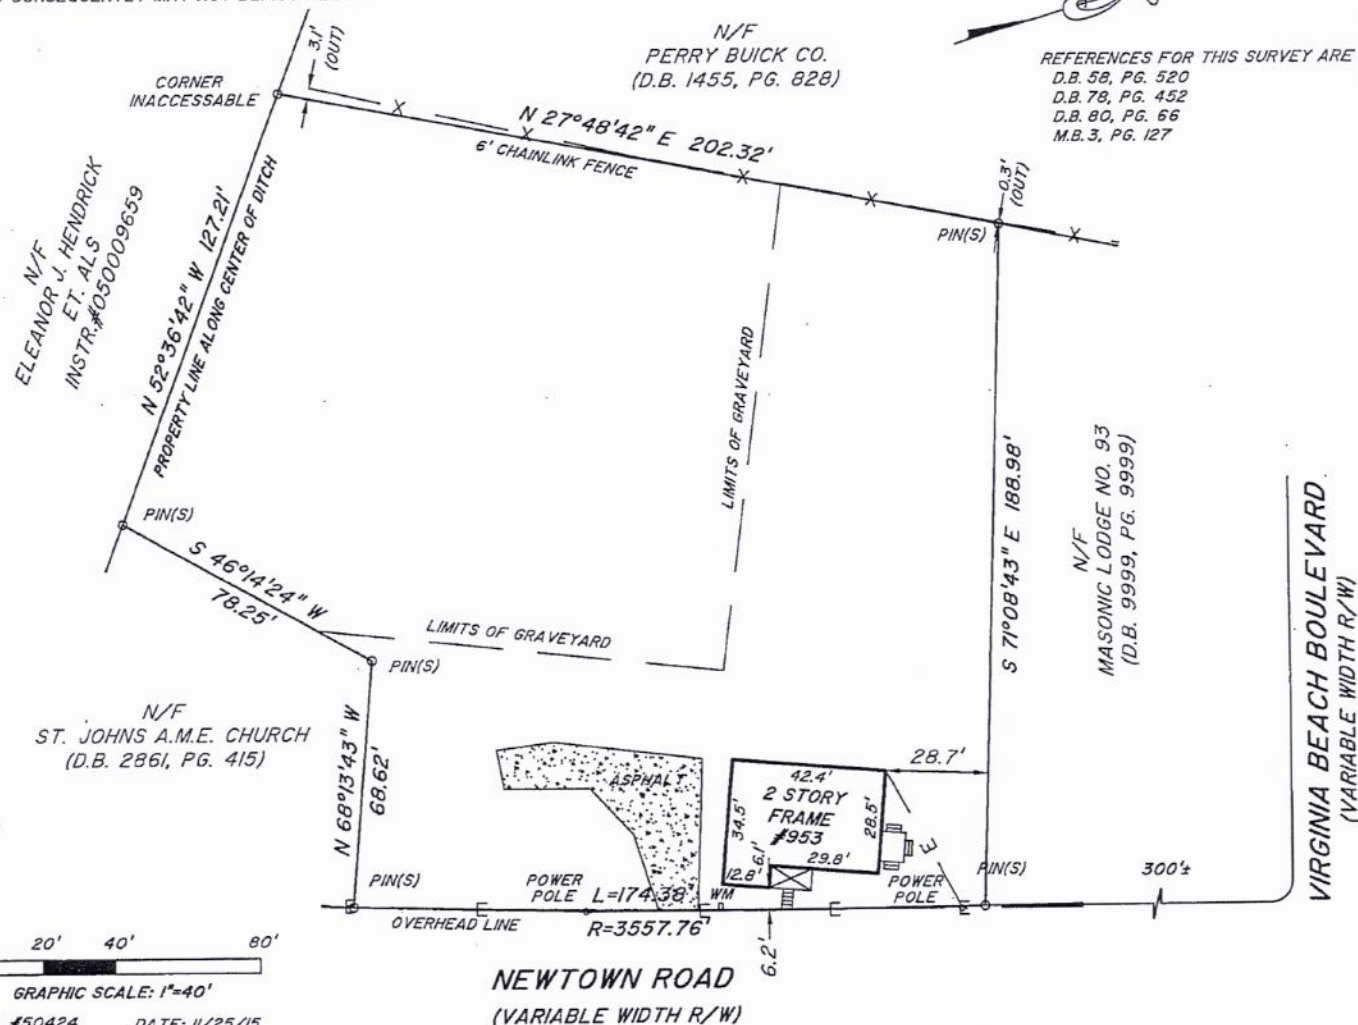 N/F
PERRY BUICK CO.
(D.B. 1455, PG. 828)
REFERENCES FOR THIS SURVEY ARE
D.B. 58, PG. 520
D.B. 78, PG. 452
D.B. 80, PG. 66
M.B.3, PG. 127
3.1'
(OUT)
CORNER
INACCESSABLE
N 27°48'42" E 202.32'
6' CHAINLINK FENCE
0.3'
(OUT)
PIN(S)
N/F
ELEANOR J. HENDRICK
ET. ALS
INSTR.#050009659
N 52°36'42" W 127.21'
PROPERTY LINE ALONG CENTER OF DITCH
LIMITS OF GRAVEYARD
S 71°08'43" E 188.98'
N/F
MASONIC LODGE NO. 93
(D.B. 9999, PG. 9999)
VIRGINIA BEACH BOULEVARD
(VARIABLE WIDTH R/W)
PIN(S)
S 46°14'24" W
78.25'
LIMITS OF GRAVEYARD
PIN(S)
N/F
ST. JOHNS A.M.E. CHURCH
(D.B. 2861, PG. 415)
N 68°13'43" W
68.62'
ASPHALT
42.4'
2 STORY
FRAME
#953
34.5'
28.5'
6.1'
29.8'
12.8'
28.7'
E
PIN(S)
PIN(S)
300'±
POWER
POLE
L=174.38'
WM
POWER
POLE
E
E
E
E
E
OVERHEAD LINE
R=3557.76'
6.2'
20' 40' 80'
GRAPHIC SCALE: 1"=40'
#50424 DATE: 11/25/15
NEWTOWN ROAD
(VARIABLE WIDTH R/W)